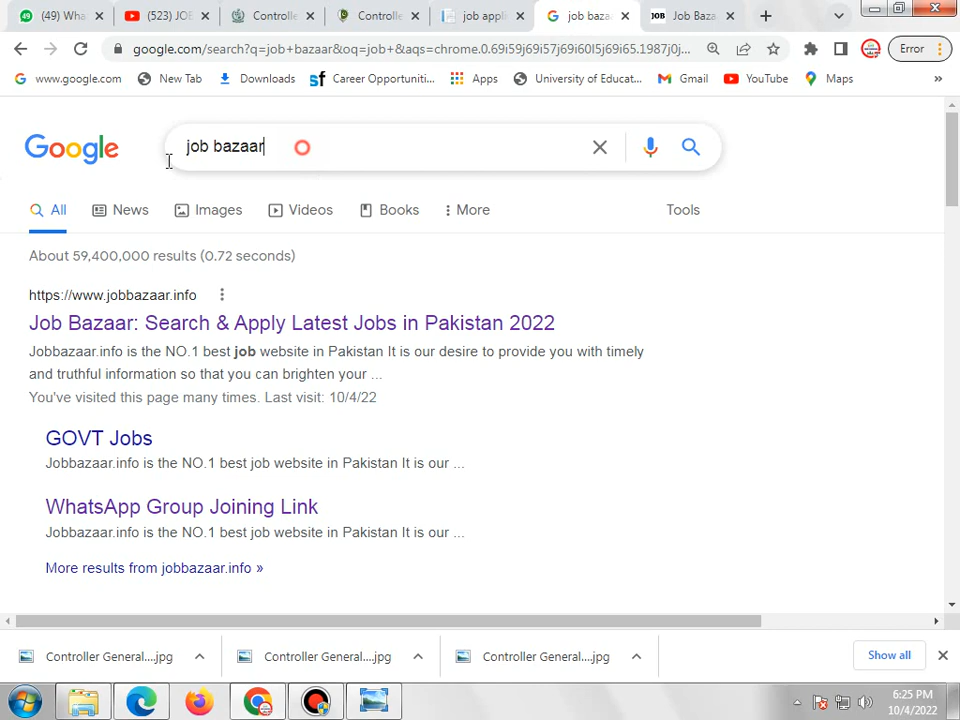 (49) Wha
(523) JOE
Controlle
Controlle
job appli
job baza
JOB
Job Baza
google.com/search?q=job+bazaar&oq=job+&aqs=chrome.0.69i59j69i57j69i60l5j69i65.1987j0j...
Error
www.google.com
New Tab
Downloads
sf Career Opportuniti...
Apps
University of Educat...
Gmail
YouTube
Maps
»
Google
job bazaar
All
News
Images
Videos
Books
More
Tools
About 59,400,000 results (0.72 seconds)
https://www.jobbazaar.info
Job Bazaar: Search & Apply Latest Jobs in Pakistan 2022
Jobbazaar.info is the NO.1 best job website in Pakistan It is our desire to provide you with timely
and truthful information so that you can brighten your ...
You've visited this page many times. Last visit: 10/4/22
GOVT Jobs
Jobbazaar.info is the NO.1 best job website in Pakistan It is our ...
WhatsApp Group Joining Link
Jobbazaar.info is the NO.1 best job website in Pakistan It is our ...
More results from jobbazaar.info »
Controller General....jpg
Controller General....jpg
Controller General....jpg
Show all
6:25 PM
10/4/2022